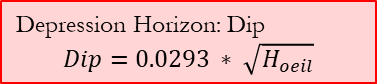 Depression Horizon: Dip
Dip = 0.0293 * √H_oeil